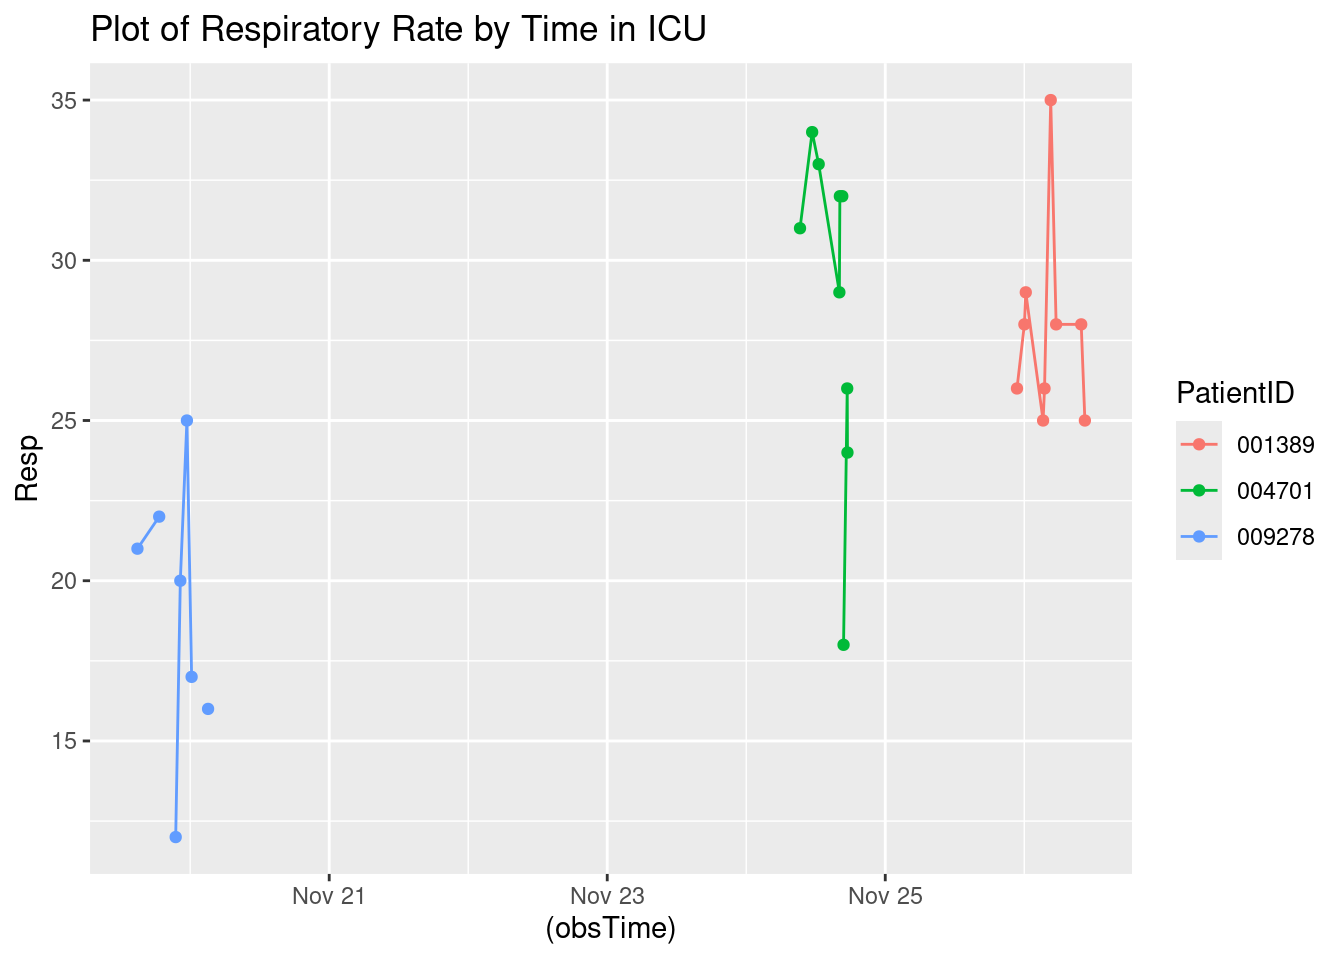 Plot of Respiratory Rate by Time in ICU
35
30
25
20
15
Resp
Nov 21
Nov 23
Nov 25
(obsTime)
PatientID
001389
004701
009278